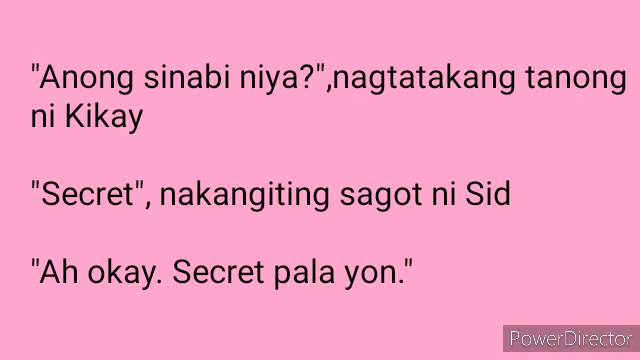 "Anong sinabi niya?",nagtatakang tanong
ni Kikay
"Secret", nakangiting sagot ni Sid
"Ah okay. Secret pala yon."
PowerDirector